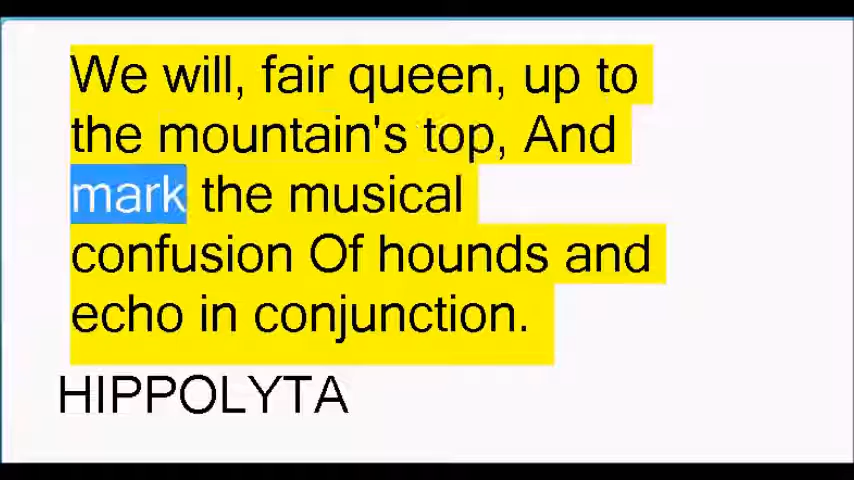 We will, fair queen, up to
the mountain's top, And
mark the musical
confusion Of hounds and
echo in conjunction.
HIPPOLYTA